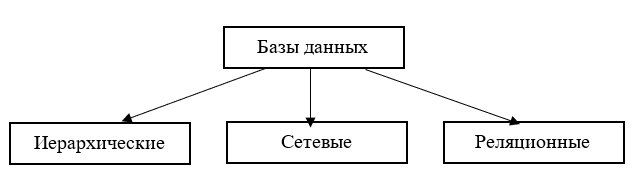 Базы данных
Иерархические
Сетевые
Реляционные